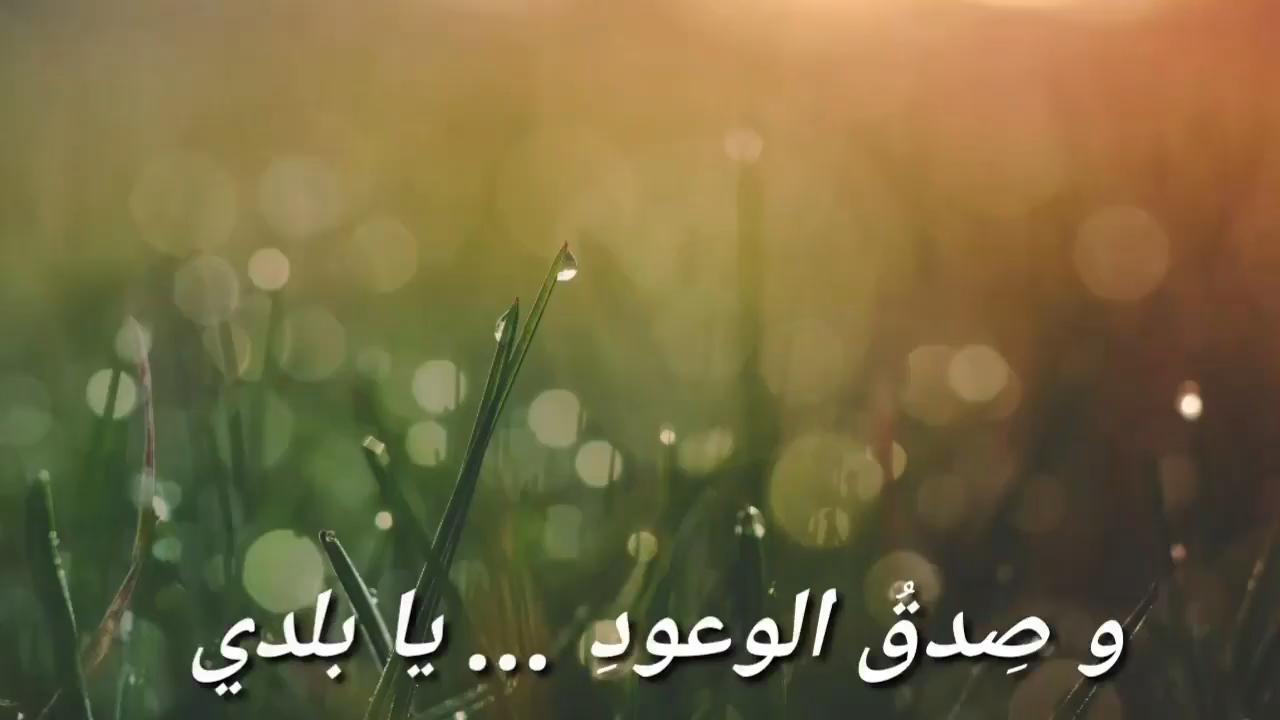 و صِدقُ الوعودِ ... يا بلدي